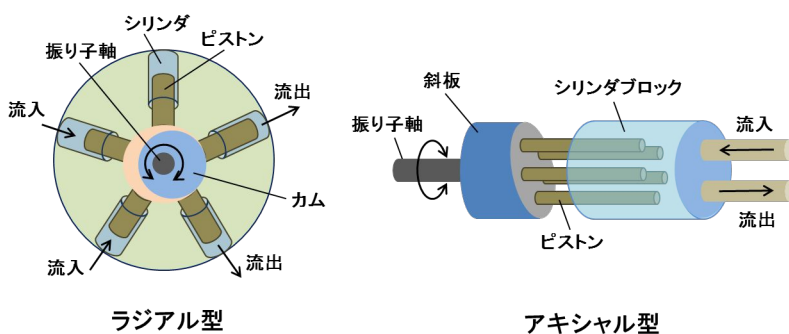 シリンダ
振り子軸
ピストン
流入
流出
カム
流入
流出
ラジアル型
斜板
シリンダブロック
振り子軸
流入
流出
ピストン
アキシャル型